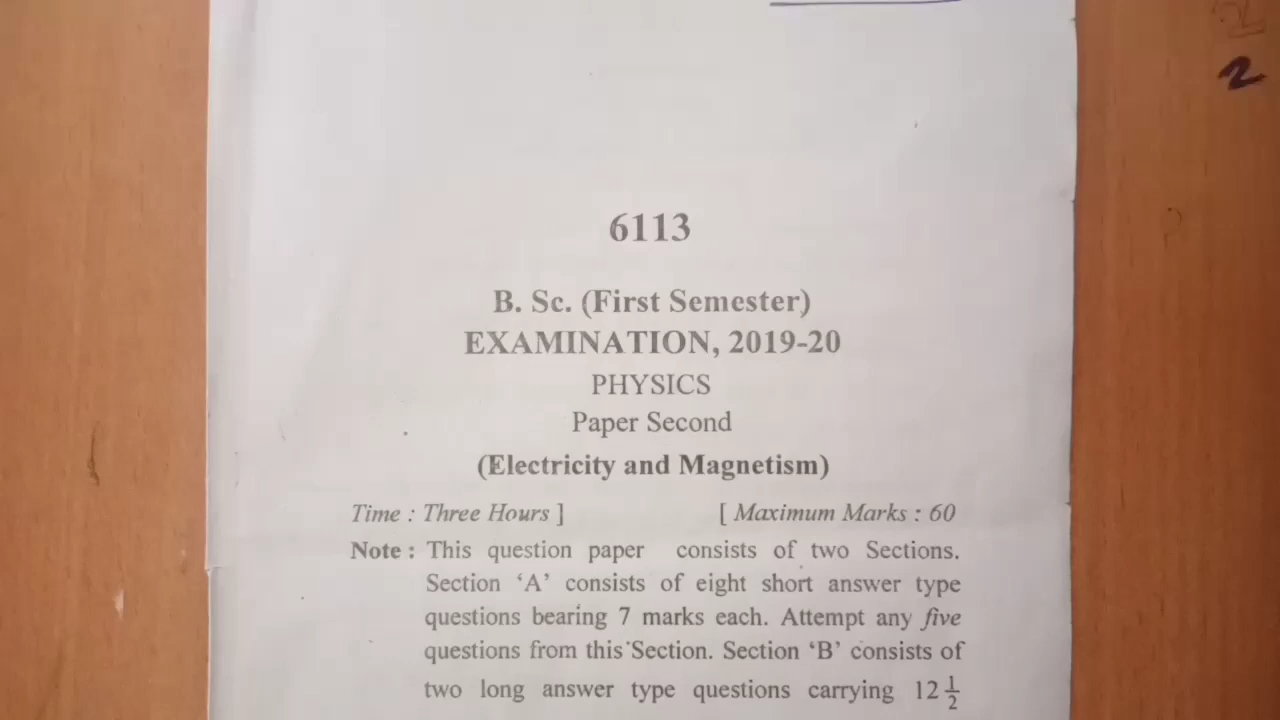 2
6113
B. Sc. (First Semester)
EXAMINATION, 2019-20
PHYSICS
Paper Second
(Electricity and Magnetism)
Time : Three Hours ] [ Maximum Marks : 60
Note : This question paper consists of two Sections.
Section ‘A’ consists of eight short answer type
questions bearing 7 marks each. Attempt any five
questions from this Section. Section ‘B’ consists of
two long answer type questions carrying 12 1/2